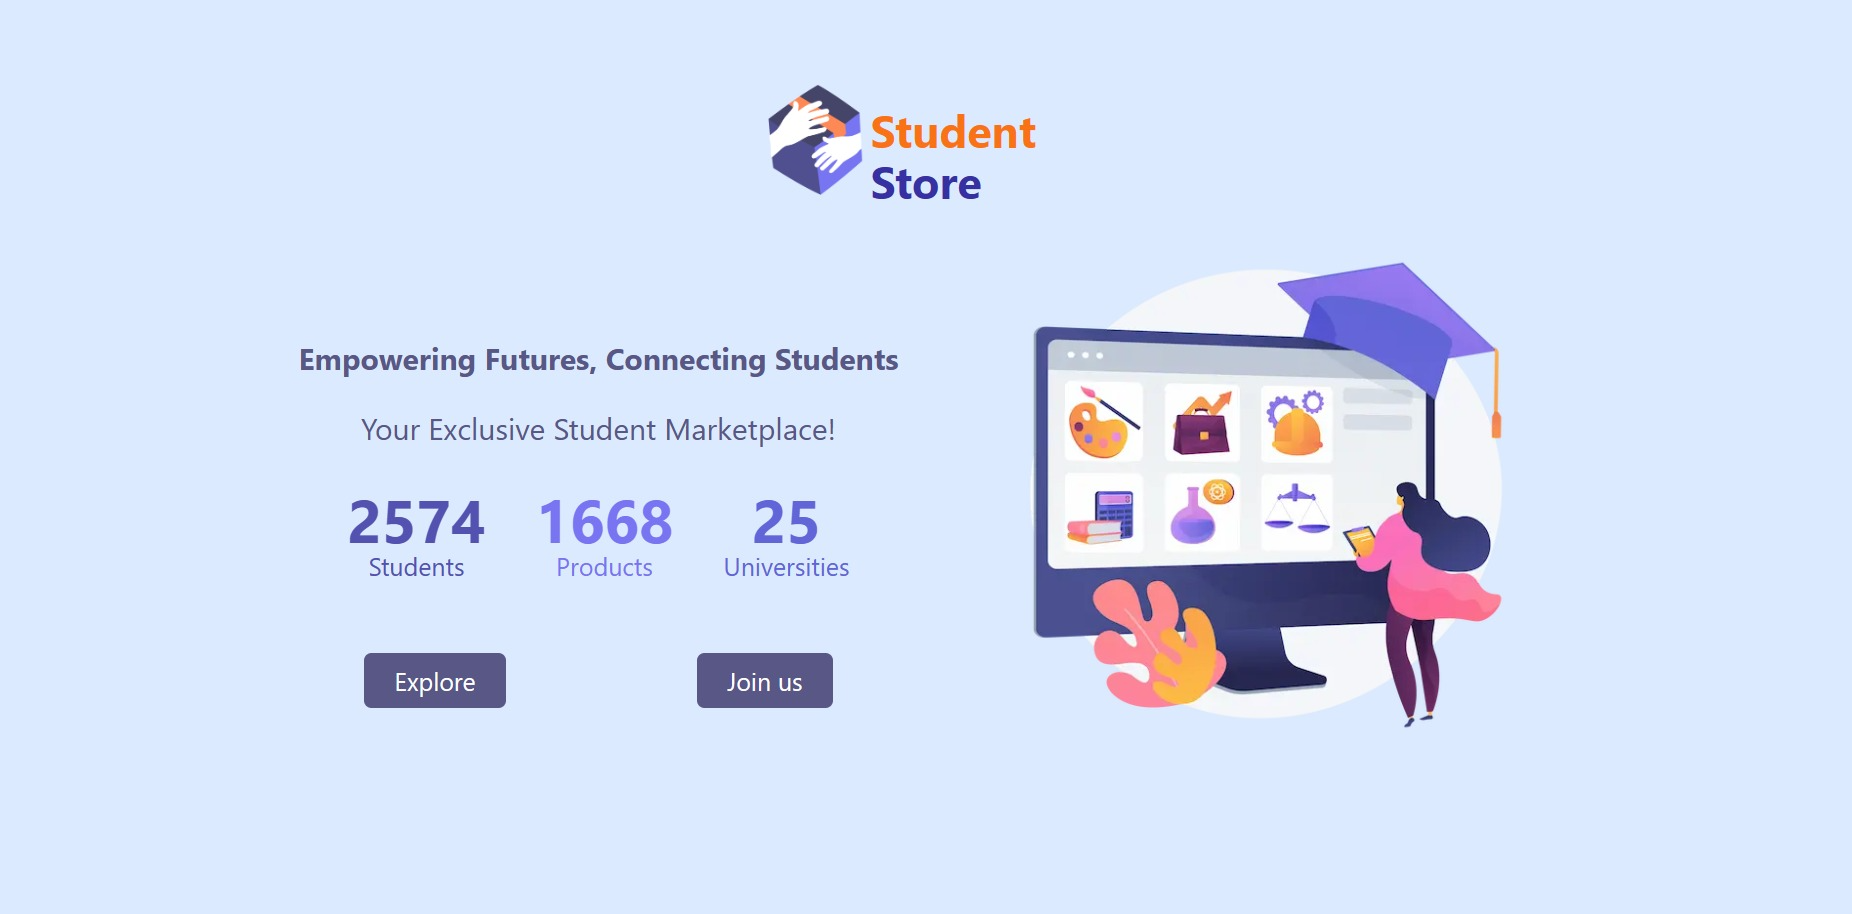 Student
Store
Empowering Futures, Connecting Students
Your Exclusive Student Marketplace!
2574 1668 25
Students Products Universities
Explore Join us